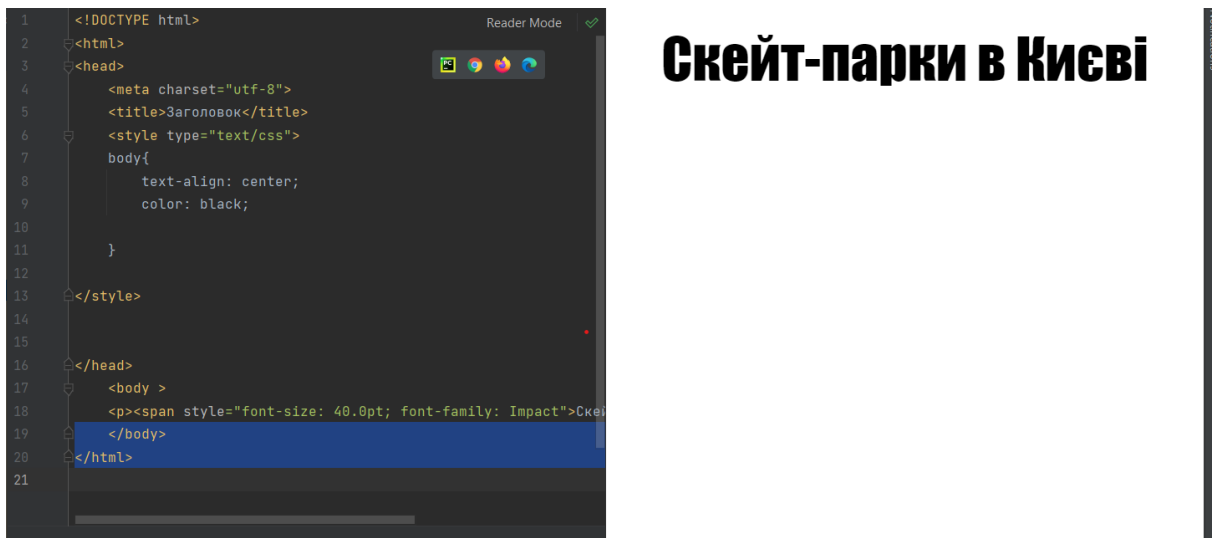 Reader Mode
1 <!DOCTYPE html>
2 <html>
3 <head>
4 <meta charset="utf-8">
5 <title>Заголовок</title>
6 <style type="text/css">
7 body{
8 text-align: center;
9 color: black;
10
11 }
12
13 </style>
14
15
16 </head>
17 <body >
18 <p><span style="font-size: 40.0pt; font-family: Impact">Ске
19 </body>
20 </html>
21
Скейт-парки в Києві